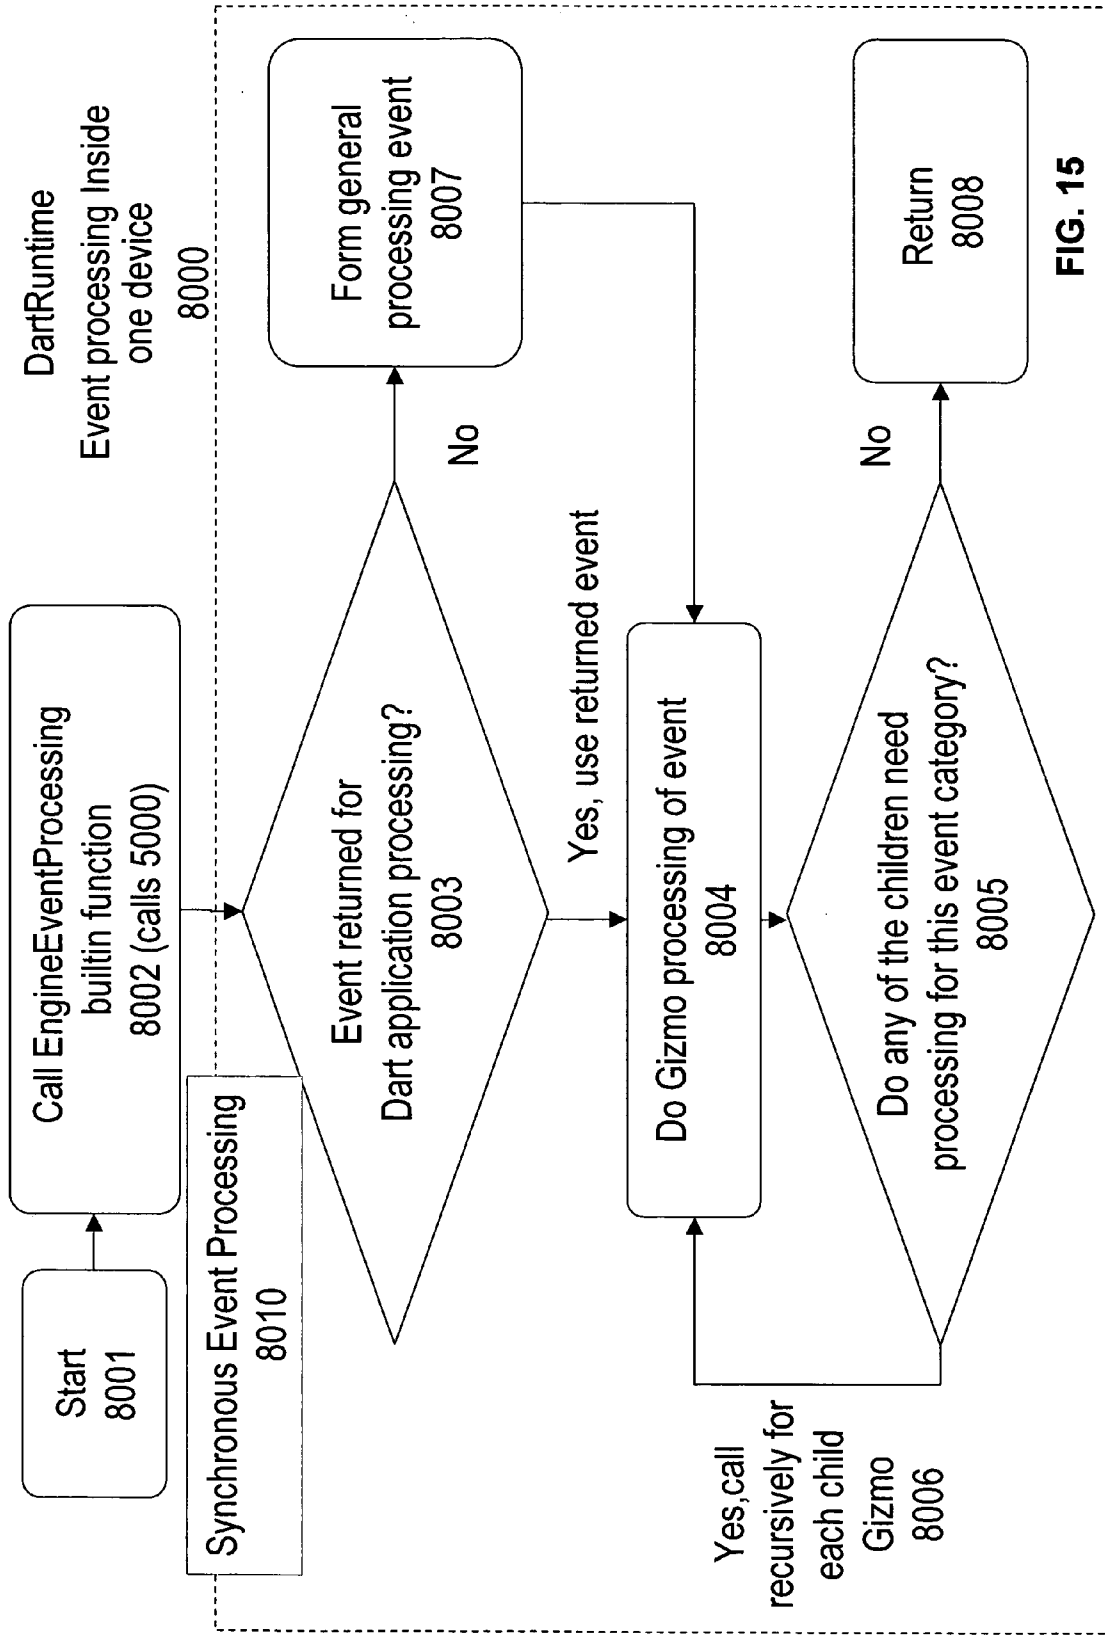 DartRuntime
Event processing Inside
one device
8000
Start
8001
Call EngineEventProcessing
builtin function
8002 (calls 5000)
Synchronous Event Processing
8010
Event returned for
Dart application processing?
8003
No
Form general
processing event
8007
Yes, use returned event
Do Gizmo processing of event
8004
Do any of the children need
processing for this event category?
8005
Yes,call
recursively for
each child
Gizmo
8006
No
Return
8008
FIG. 15